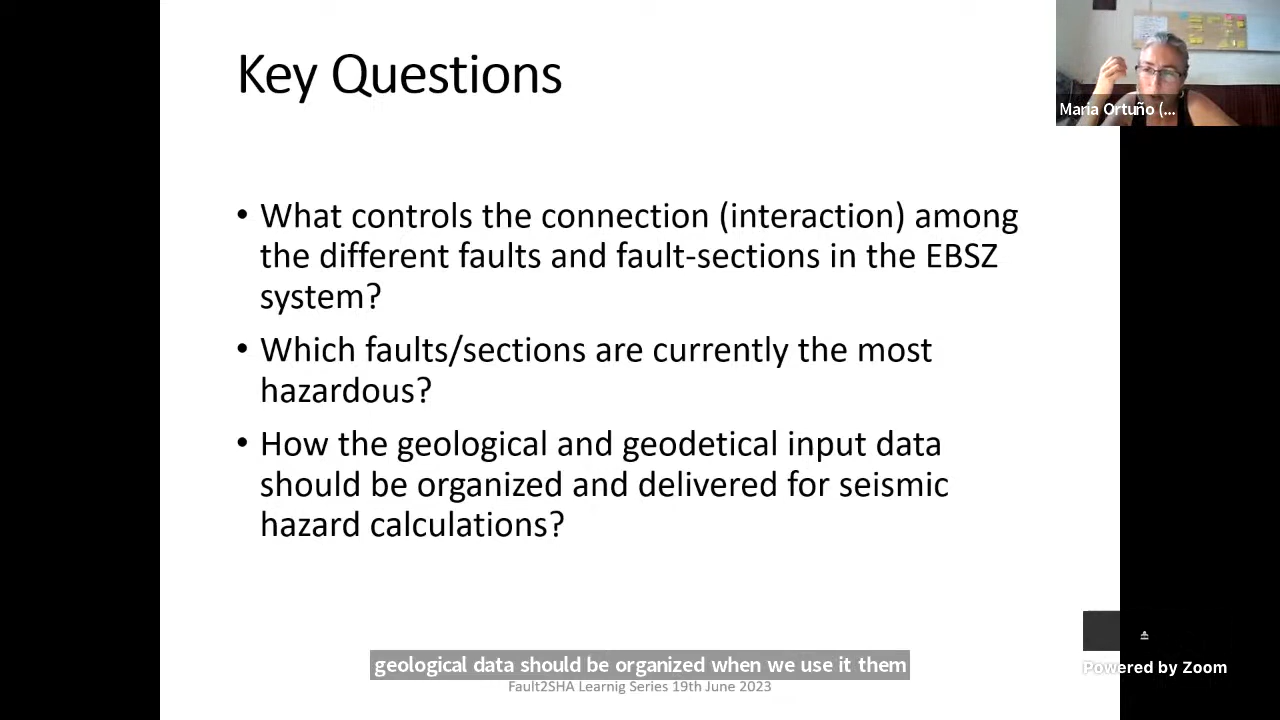 Key Questions
Maria Ortuño (...
• What controls the connection (interaction) among
the different faults and fault-sections in the EBSZ
system?
• Which faults/sections are currently the most
hazardous?
• How the geological and geodetical input data
should be organized and delivered for seismic
hazard calculations?
geological data should be organized when we use it them
Powered by Zoom
Fault2SHA Learnig Series 19th June 2023